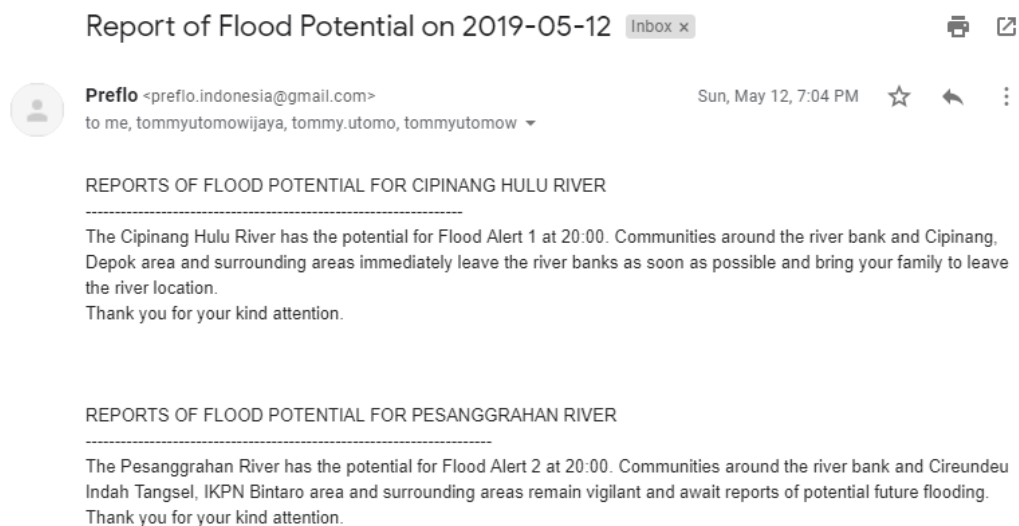 Report of Flood Potential on 2019-05-12 Inbox x
Preflo <preflo.indonesia@gmail.com> Sun, May 12, 7:04 PM
to me, tommyutomowijaya, tommy.utomo, tommyutomow
REPORTS OF FLOOD POTENTIAL FOR CIPINANG HULU RIVER
-----------------------------------------------------------------
The Cipinang Hulu River has the potential for Flood Alert 1 at 20:00. Communities around the river bank and Cipinang,
Depok area and surrounding areas immediately leave the river banks as soon as possible and bring your family to leave
the river location.
Thank you for your kind attention.
REPORTS OF FLOOD POTENTIAL FOR PESANGGRAHAN RIVER
----------------------------------------------------------------------
The Pesanggrahan River has the potential for Flood Alert 2 at 20:00. Communities around the river bank and Cireundeu
Indah Tangsel, IKPN Bintaro area and surrounding areas remain vigilant and await reports of potential future flooding.
Thank you for your kind attention.